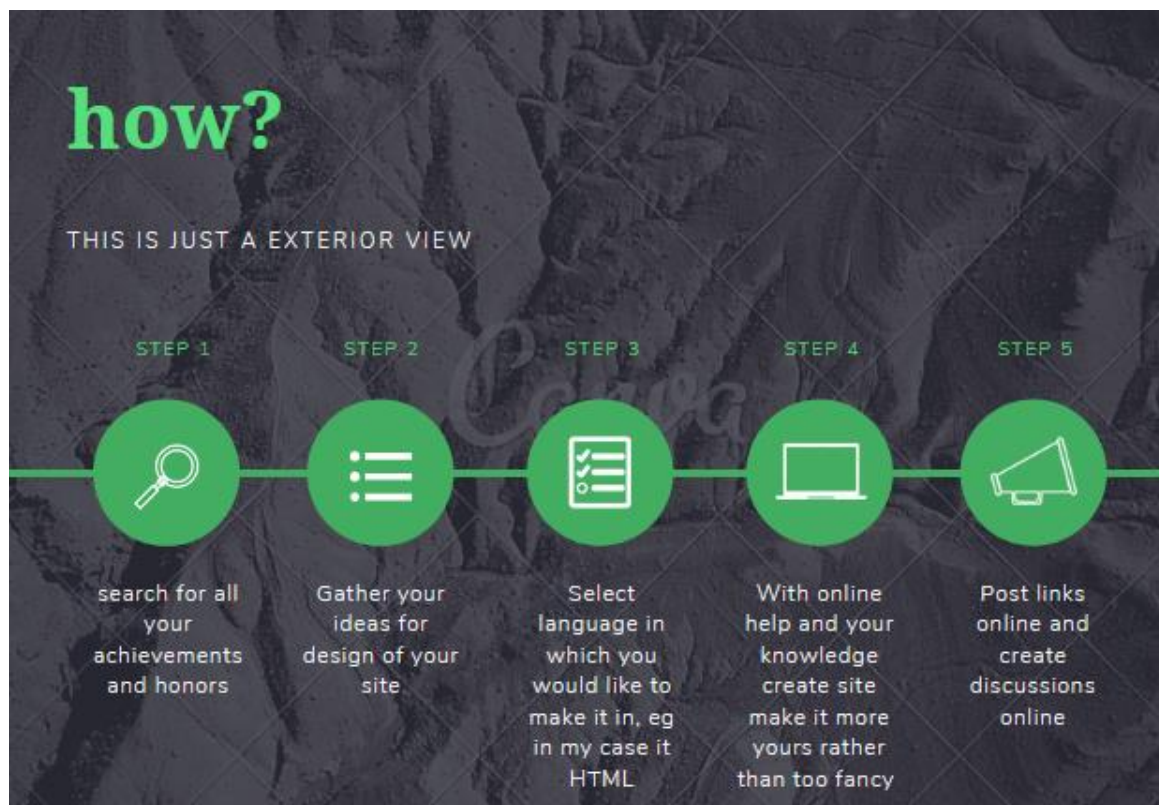 how?
THIS IS JUST A EXTERIOR VIEW
STEP 1
search for all
your
achievements
and honors
STEP 2
Gather your
ideas for
design of your
site
STEP 3
Select
language in
which you
would like to
make it in, eg
in my case it
HTML
STEP 4
With online
help and your
knowledge
create site
make it more
yours rather
than too fancy
STEP 5
Post links
online and
create
discussions
online
Canva